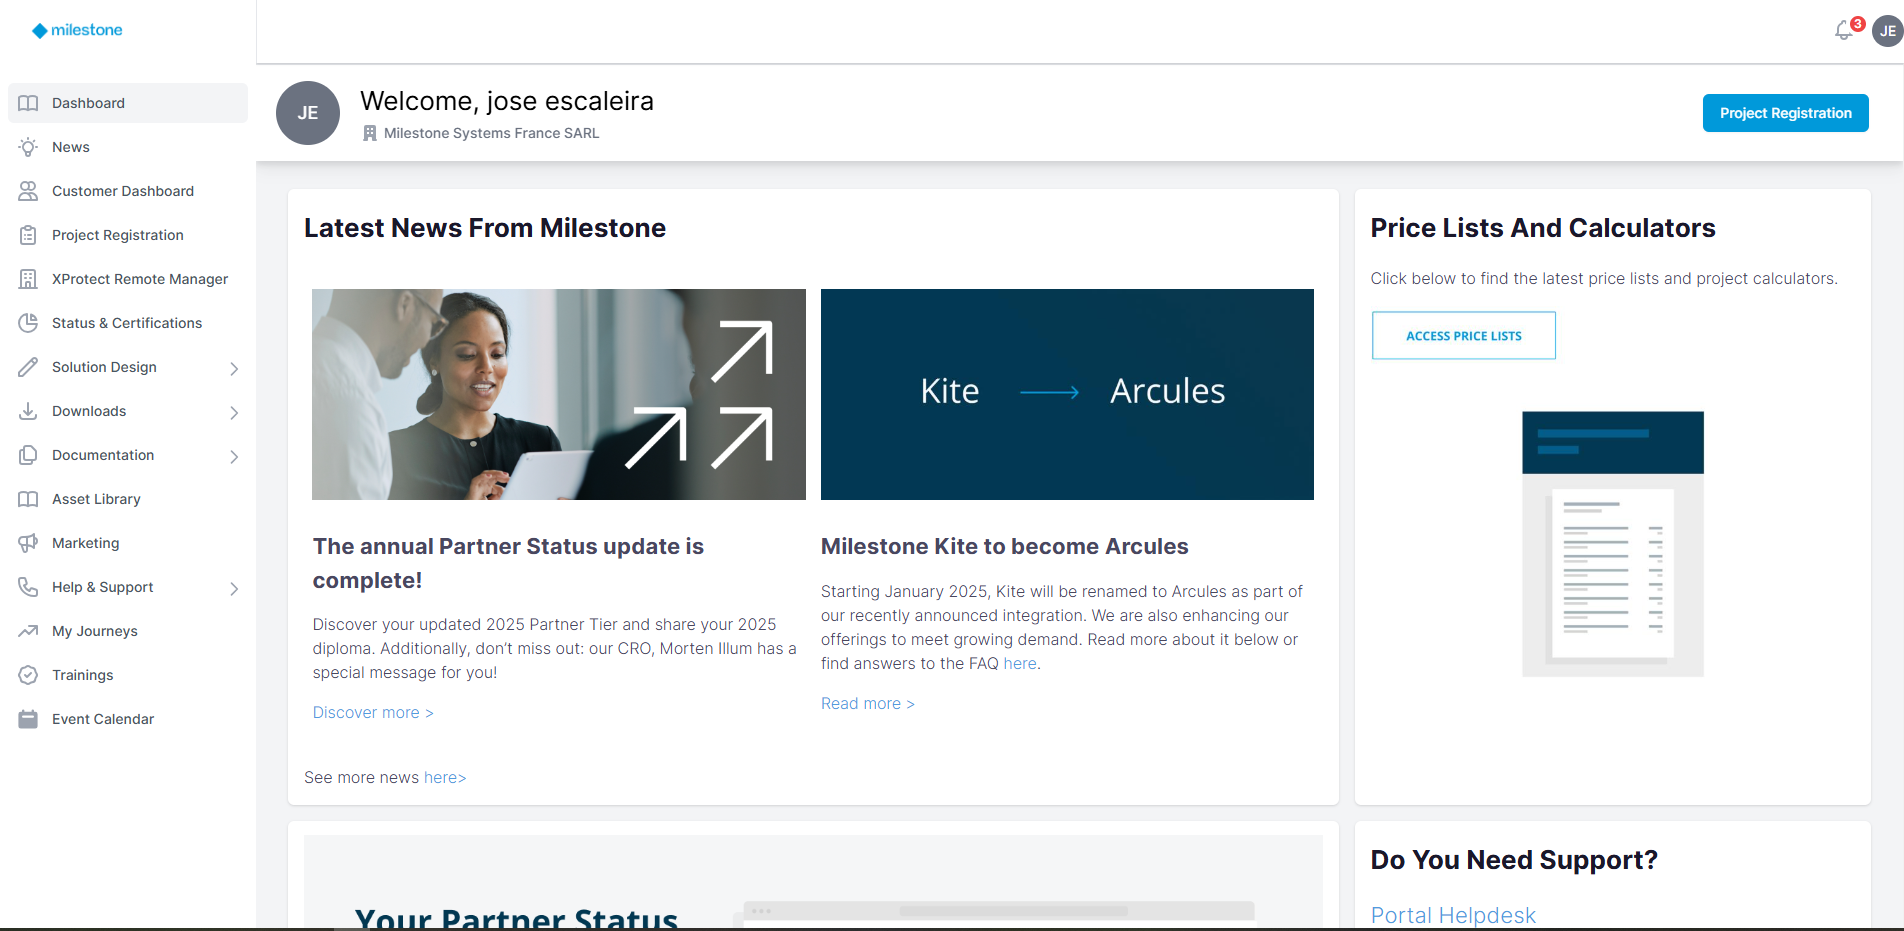 milestone
3
JE
Dashboard
News
Customer Dashboard
Project Registration
XProtect Remote Manager
Status & Certifications
Solution Design
Downloads
Documentation
Asset Library
Marketing
Help & Support
My Journeys
Trainings
Event Calendar
JE
Welcome, jose escaleira
Milestone Systems France SARL
Project Registration
Latest News From Milestone
Kite
Arcules
The annual Partner Status update is
complete!
Discover your updated 2025 Partner Tier and share your 2025
diploma. Additionally, don't miss out: our CRO, Morten Illum has a
special message for you!
Discover more >
Milestone Kite to become Arcules
Starting January 2025, Kite will be renamed to Arcules as part of
our recently announced integration. We are also enhancing our
offerings to meet growing demand. Read more about it below or
find answers to the FAQ here.
Read more >
See more news here>
Price Lists And Calculators
Click below to find the latest price lists and project calculators.
ACCESS PRICE LISTS
Your Partner Status
Do You Need Support?
Portal Helpdesk